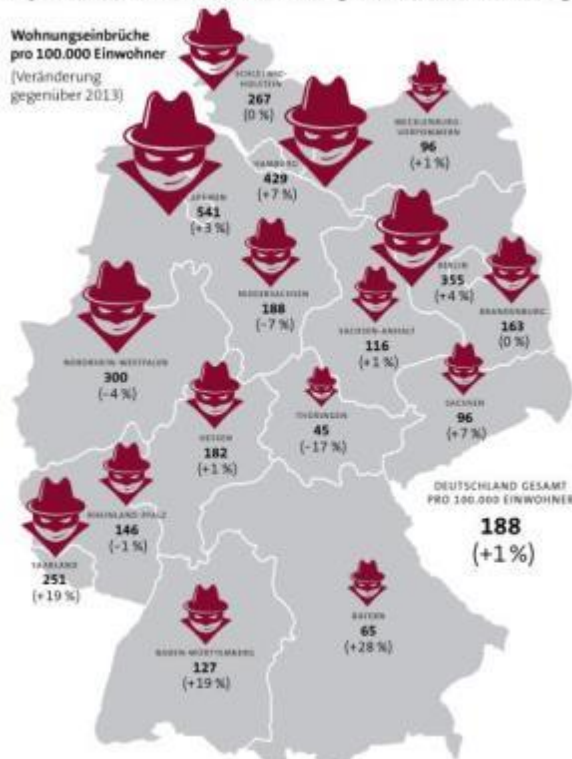 Wohnungseinbrüche
pro 100.000 Einwohner
(Veränderung
gegenüber 2013)
SCHLESWIG-
HOLSTEIN
267
(0 %)
MECKLENBURG-
VORPOMMERN
96
(+1 %)
HAMBURG
429
(+7 %)
BREMEN
541
(+3 %)
BERLIN
355
(+4 %)
NIEDERSACHSEN
188
(-7 %)
BRANDENBURG
163
(0 %)
SACHSEN-ANHALT
116
(+1 %)
NORDRHEIN-WESTFALEN
300
(-4 %)
SACHSEN
96
(+7 %)
THÜRINGEN
45
(-17 %)
HESSEN
182
(+1 %)
DEUTSCHLAND GESAMT
PRO 100.000 EINWOHNER
188
(+1 %)
RHEINLAND-PFALZ
146
(-1 %)
SAARLAND
251
(+19 %)
BAYERN
65
(+28 %)
BADEN-WÜRTTEMBERG
127
(+19 %)